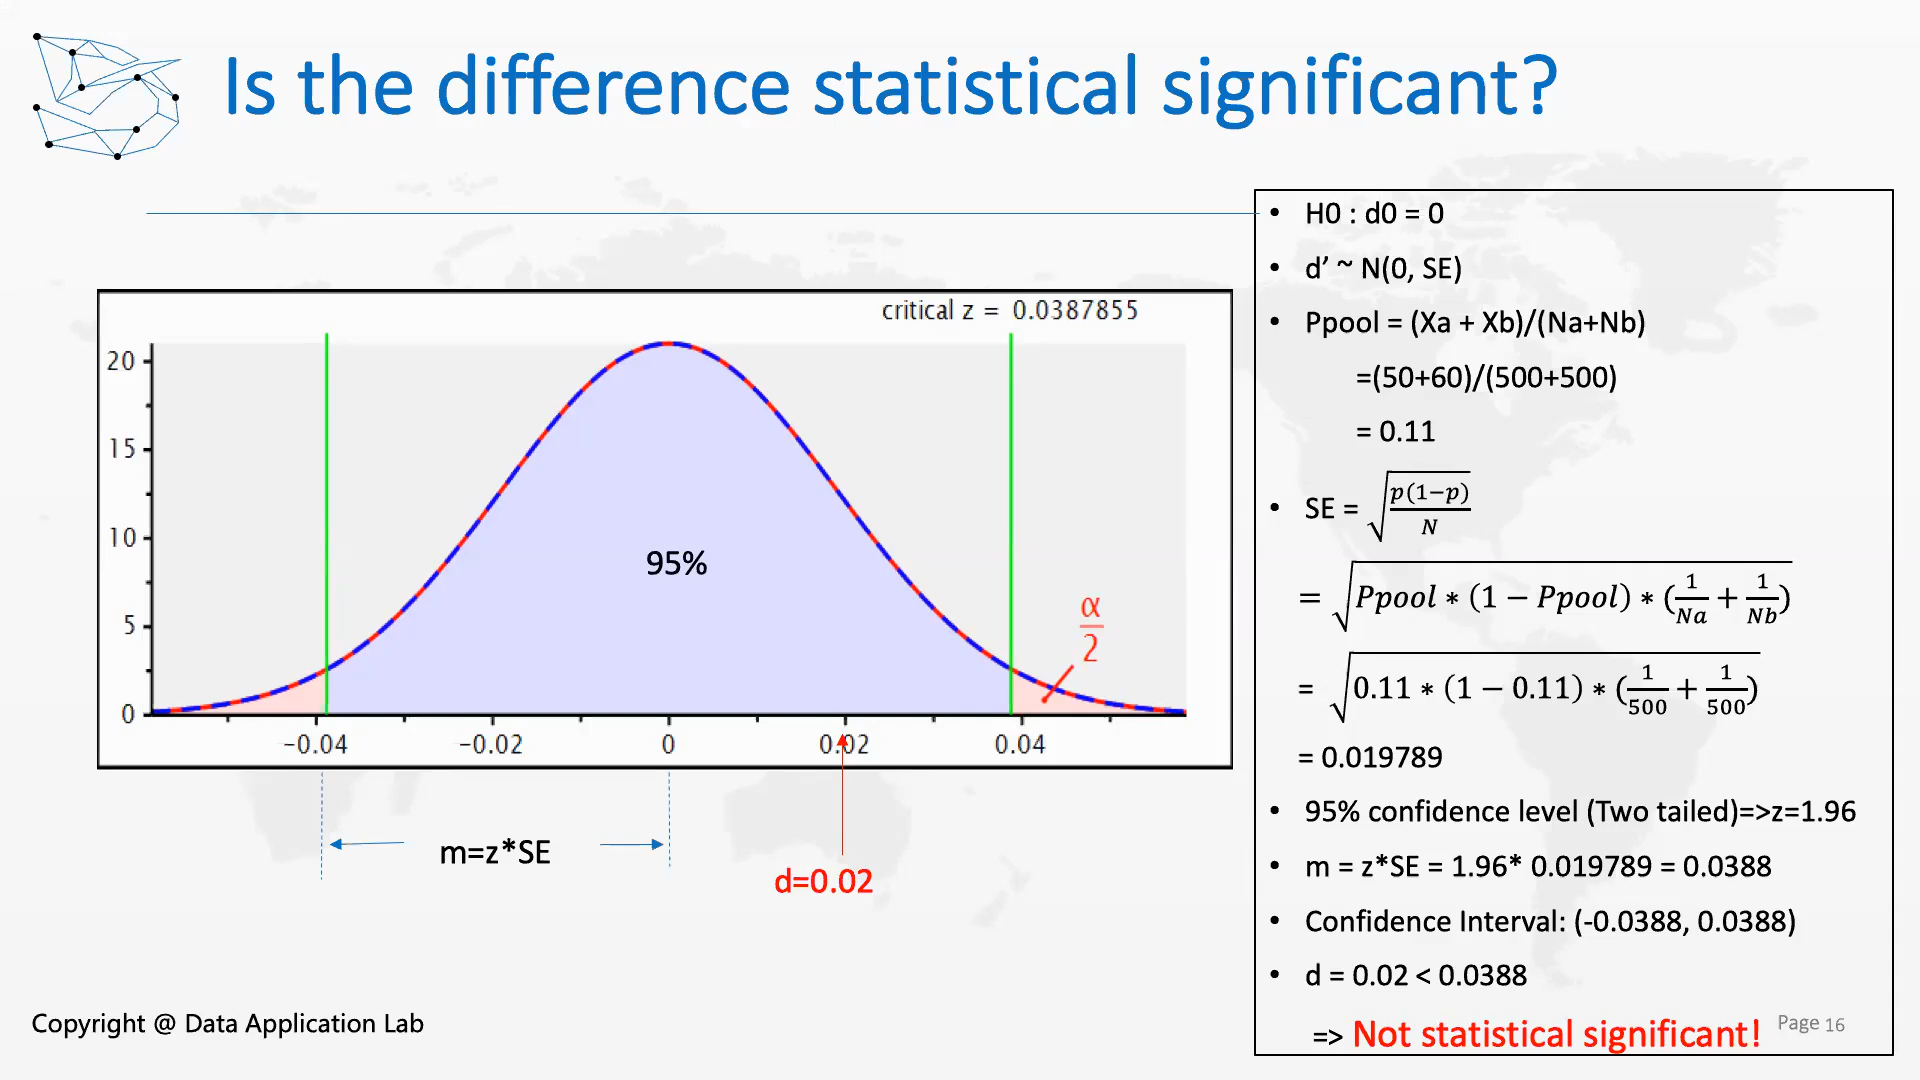 Is the difference statistical significant?
critical z = 0.0387855
20
15
10
5
0
95%
α
2
−0.04 −0.02 0 0.02 0.04
m=z*SE
d=0.02
• H0 : d0 = 0
• d’ ~ N(0, SE)
• Ppool = (Xa + Xb)/(Na+Nb)
=(50+60)/(500+500)
= 0.11
• SE = √(p(1−p)/N)
= √(Ppool ∗ (1 − Ppool) ∗ (1/Na + 1/Nb))
= √(0.11 ∗ (1 − 0.11) ∗ (1/500 + 1/500))
= 0.019789
• 95% confidence level (Two tailed)=>z=1.96
• m = z*SE = 1.96* 0.019789 = 0.0388
• Confidence Interval: (-0.0388, 0.0388)
• d = 0.02 < 0.0388
=> Not statistical significant!
Copyright @ Data Application Lab
Page 16